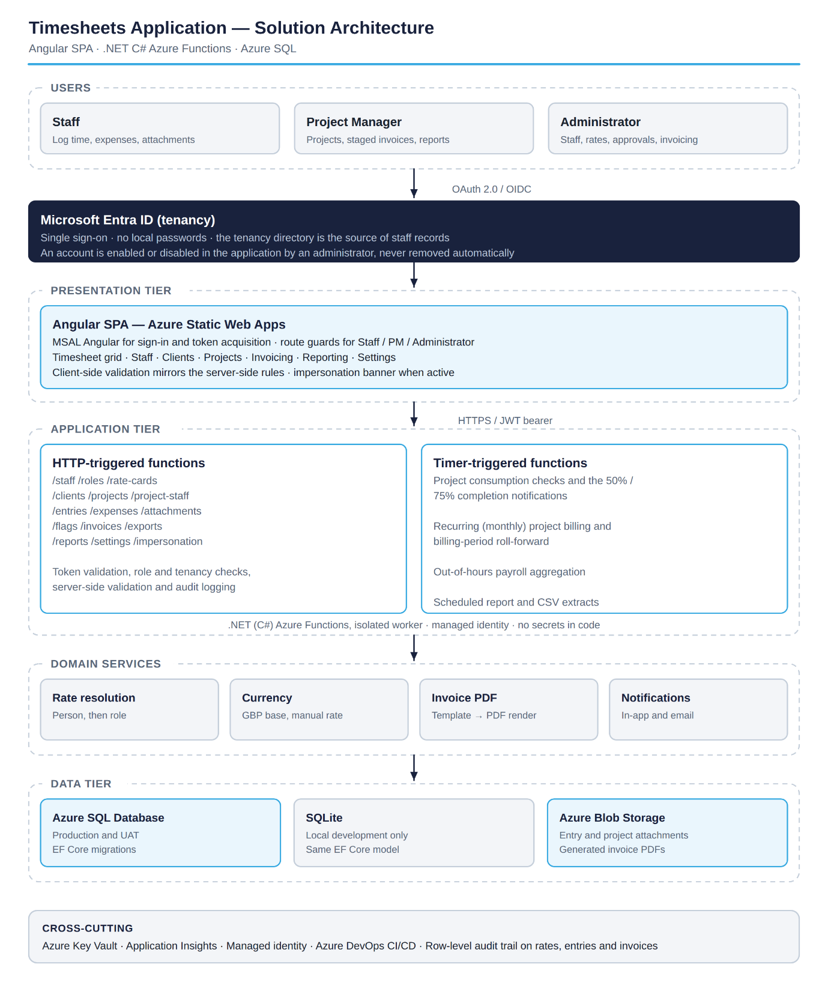 Timesheets Application — Solution Architecture
Angular SPA · .NET C# Azure Functions · Azure SQL
USERS
Staff
Log time, expenses, attachments
Project Manager
Projects, staged invoices, reports
Administrator
Staff, rates, approvals, invoicing
OAuth 2.0 / OIDC
Microsoft Entra ID (tenancy)
Single sign-on · no local passwords · the tenancy directory is the source of staff records
An account is enabled or disabled in the application by an administrator, never removed automatically
PRESENTATION TIER
Angular SPA — Azure Static Web Apps
MSAL Angular for sign-in and token acquisition · route guards for Staff / PM / Administrator
Timesheet grid · Staff · Clients · Projects · Invoicing · Reporting · Settings
Client-side validation mirrors the server-side rules · impersonation banner when active
HTTPS / JWT bearer
APPLICATION TIER
HTTP-triggered functions
/staff /roles /rate-cards
/clients /projects /project-staff
/entries /expenses /attachments
/flags /invoices /exports
/reports /settings /impersonation
Token validation, role and tenancy checks,
server-side validation and audit logging
Timer-triggered functions
Project consumption checks and the 50% /
75% completion notifications
Recurring (monthly) project billing and
billing-period roll-forward
Out-of-hours payroll aggregation
Scheduled report and CSV extracts
.NET (C#) Azure Functions, isolated worker · managed identity · no secrets in code
DOMAIN SERVICES
Rate resolution
Person, then role
Currency
GBP base, manual rate
Invoice PDF
Template → PDF render
Notifications
In-app and email
DATA TIER
Azure SQL Database
Production and UAT
EF Core migrations
SQLite
Local development only
Same EF Core model
Azure Blob Storage
Entry and project attachments
Generated invoice PDFs
CROSS-CUTTING
Azure Key Vault · Application Insights · Managed identity · Azure DevOps CI/CD · Row-level audit trail on rates, entries and invoices